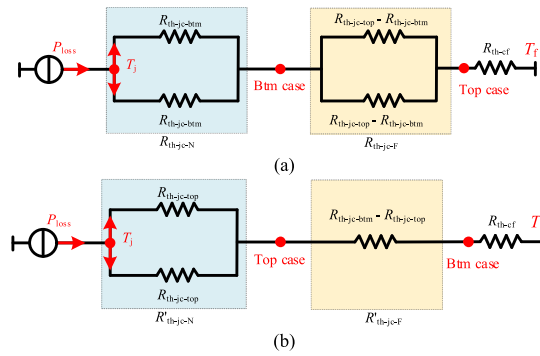 R_th-jc-btm
R_th-jc-top - R_th-jc-btm
P_loss
T_j
R_th-cf
T_f
Btm case
Top case
R_th-jc-btm
R_th-jc-top - R_th-jc-btm
R_th-jc-N
R_th-jc-F
(a)
R_th-jc-top
P_loss
T_j
R_th-jc-btm - R_th-jc-top
R_th-cf
T
Top case
Btm case
R_th-jc-top
R'_th-jc-N
R'_th-jc-F
(b)